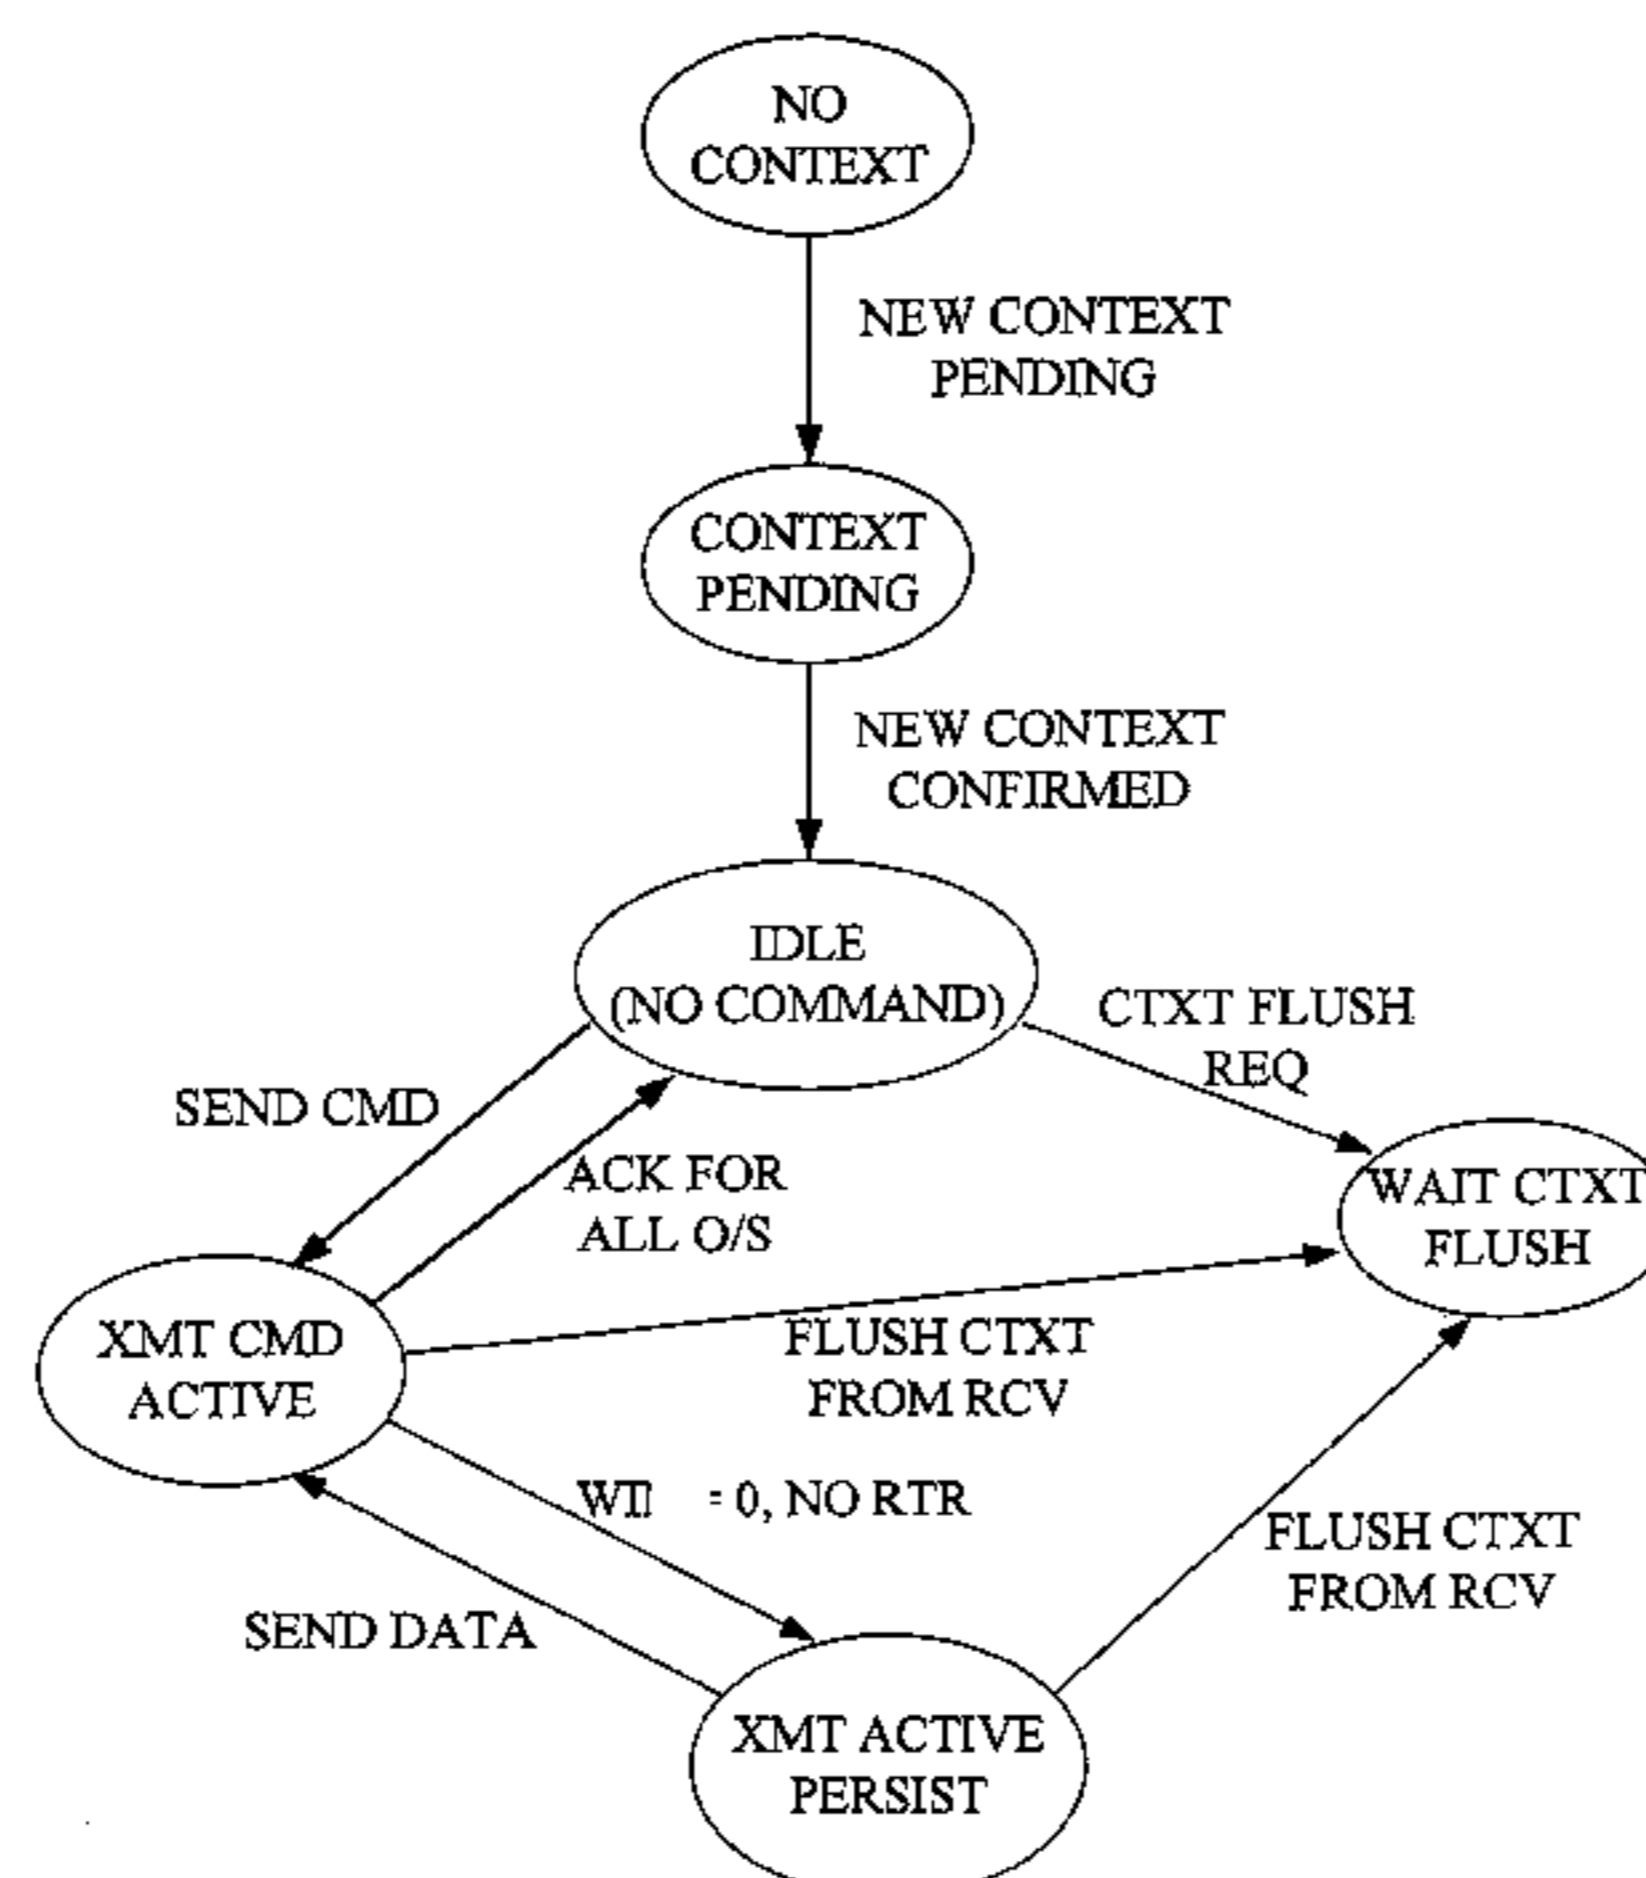 NO
CONTEXT
NEW CONTEXT
PENDING
CONTEXT
PENDING
NEW CONTEXT
CONFIRMED
IDLE
(NO COMMAND)
CTXT FLUSH
REQ
SEND CMD
ACK FOR
ALL O/S
WAIT CTXT
FLUSH
XMT CMD
ACTIVE
FLUSH CTXT
FROM RCV
= 0, NO RTR
FLUSH CTXT
FROM RCV
SEND DATA
XMT ACTIVE
PERSIST